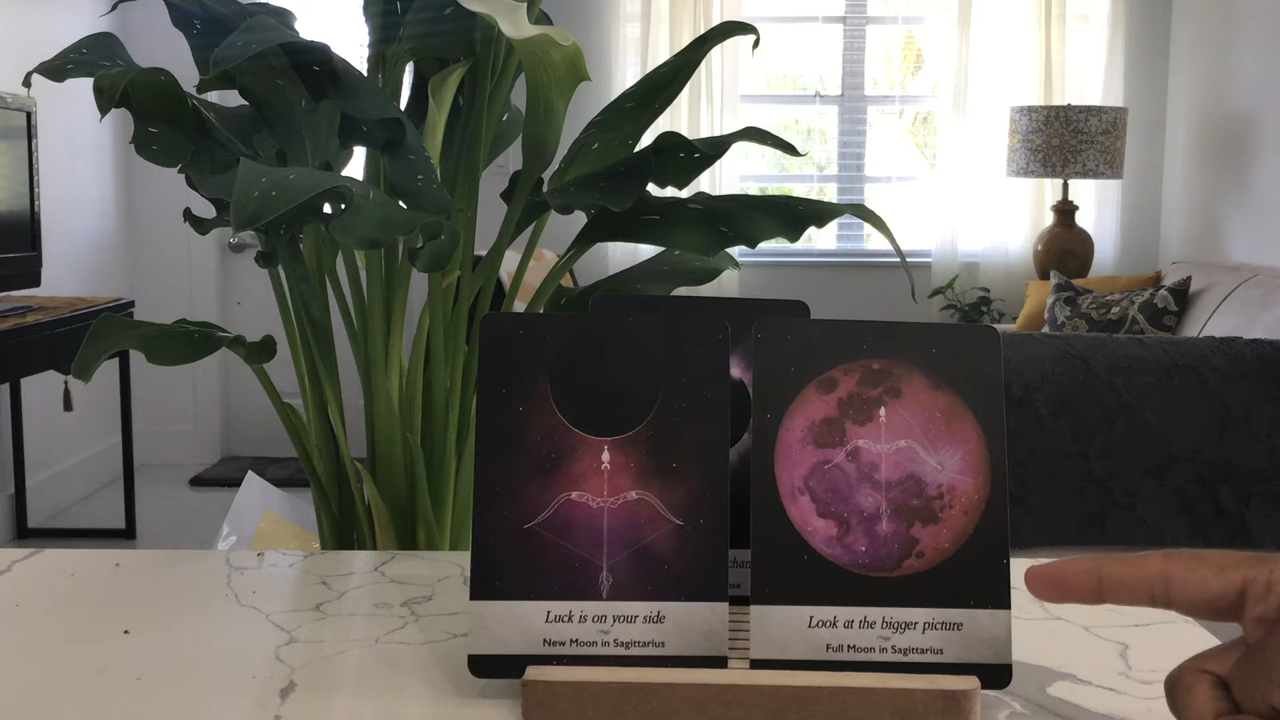 Luck is on your side
New Moon in Sagittarius
Look at the bigger picture
Full Moon in Sagittarius